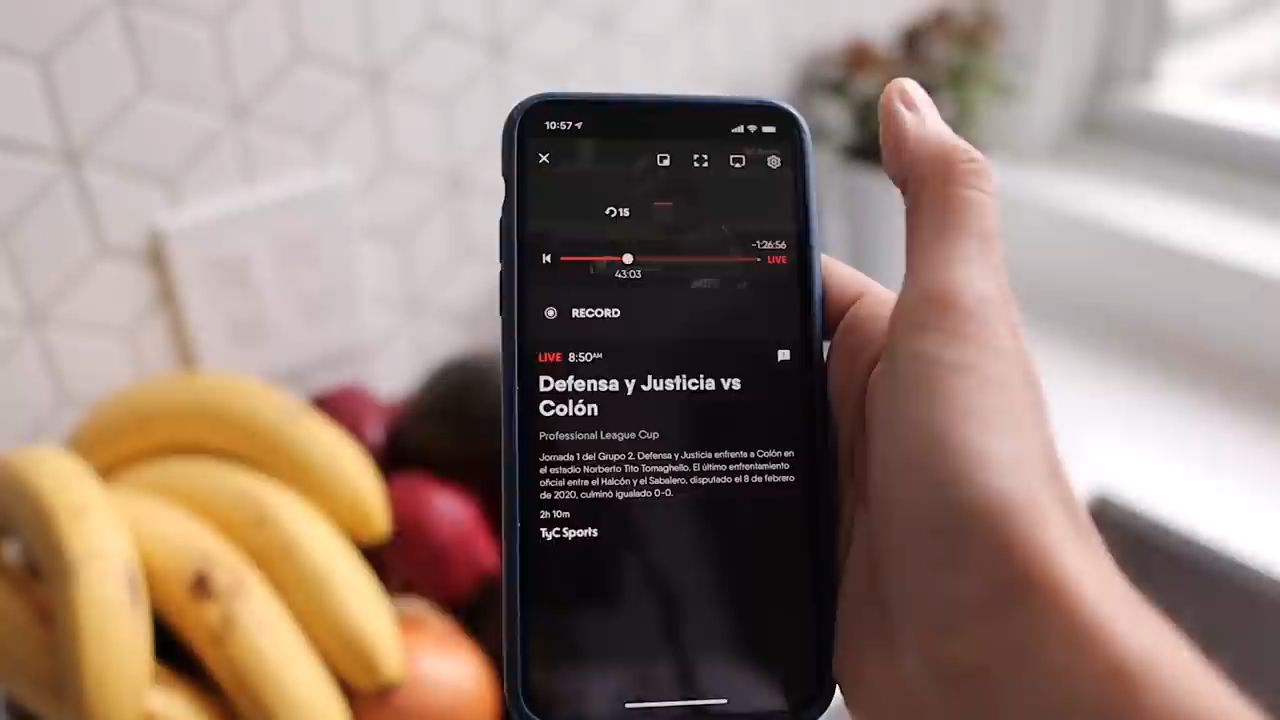 10:57
15
-1:26:56
LIVE
43:03
RECORD
LIVE 8:50AM
Defensa y Justicia vs
Colón
Professional League Cup
Jornada 1 del Grupo 2. Defensa y Justicia enfrenta a Colón en
el estadio Norberto Tito Tomaghello. El último enfrentamiento
oficial entre el Halcón y el Sabalero, disputado el 8 de febrero
de 2020, culminó igualado 0-0.
2h 10m
TyC Sports